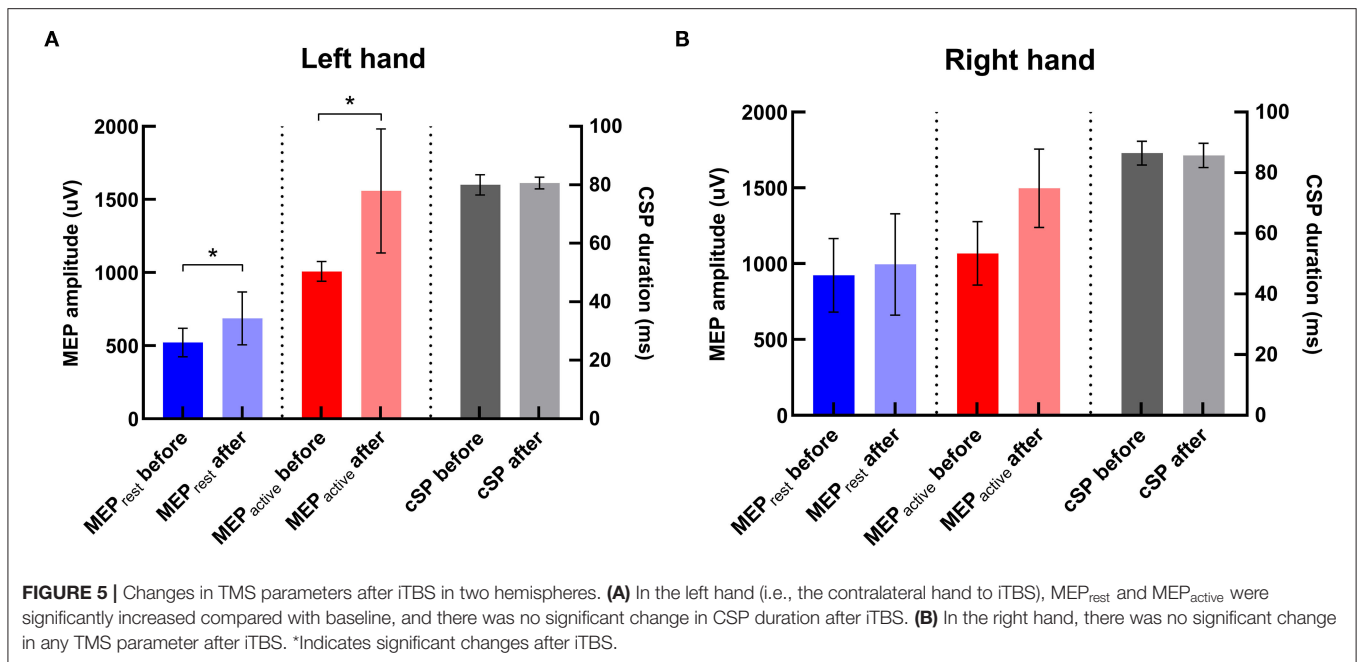 A
Left hand
*
*
2000
1500
1000
500
0
MEP amplitude (uV)
100
80
60
40
20
0
CSP duration (ms)
MEP rest before
MEP rest after
MEP active before
MEP active after
cSP before
cSP after
B
Right hand
2000
1500
1000
500
0
MEP amplitude (uV)
100
80
60
40
20
0
CSP duration (ms)
MEP rest before
MEP rest after
MEP active before
MEP active after
cSP before
cSP after
FIGURE 5 | Changes in TMS parameters after iTBS in two hemispheres. (A) In the left hand (i.e., the contralateral hand to iTBS), MEPrest and MEPactive were
significantly increased compared with baseline, and there was no significant change in CSP duration after iTBS. (B) In the right hand, there was no significant change
in any TMS parameter after iTBS. *Indicates significant changes after iTBS.